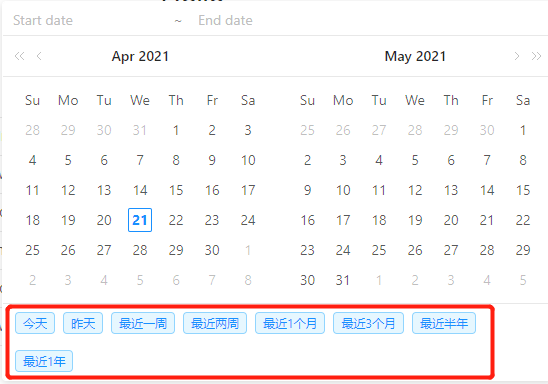 Start date ~ End date
Apr 2021 May 2021
Su Mo Tu We Th Fr Sa Su Mo Tu We Th Fr Sa
28 29 30 31 1 2 3 25 26 27 28 29 30 1
4 5 6 7 8 9 10 2 3 4 5 6 7 8
11 12 13 14 15 16 17 9 10 11 12 13 14 15
18 19 20 21 22 23 24 16 17 18 19 20 21 22
25 26 27 28 29 30 1 23 24 25 26 27 28 29
2 3 4 5 6 7 8 30 31 1 2 3 4 5
今天 昨天 最近一周 最近两周 最近1个月 最近3个月 最近半年
最近1年